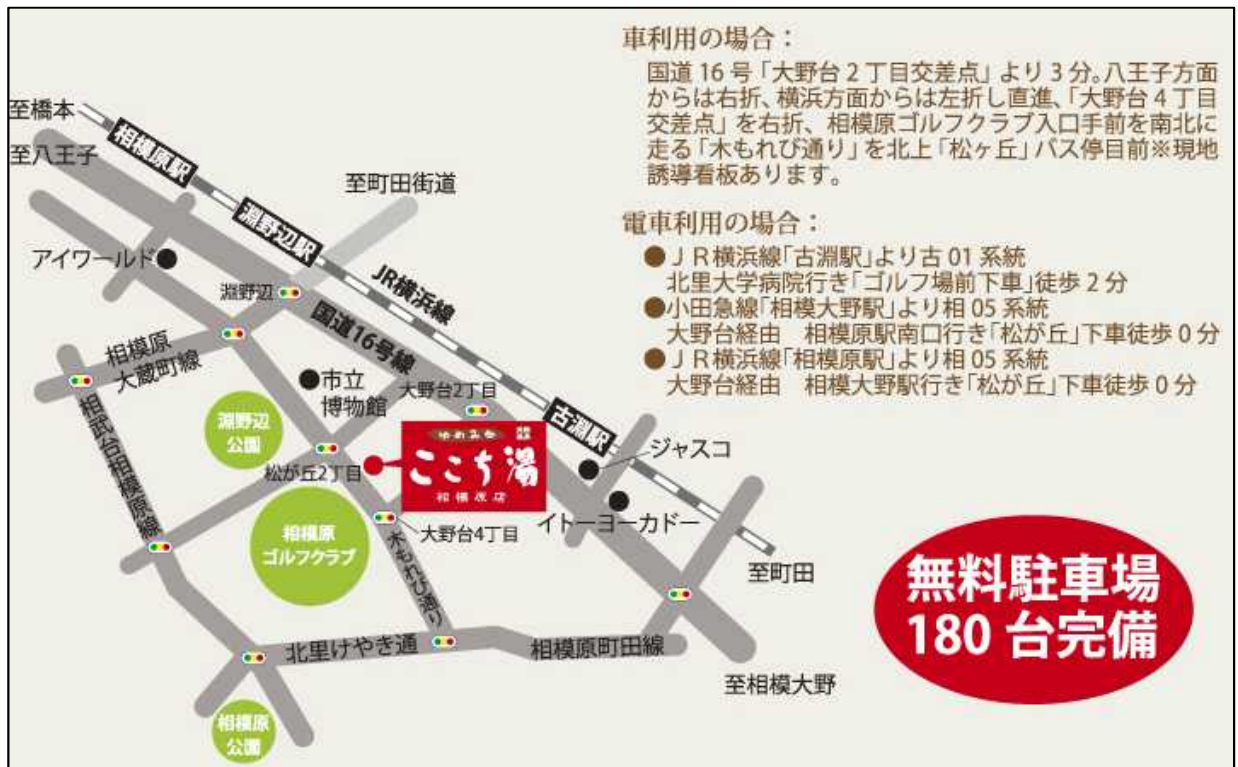 車利用の場合：
国道16号「大野台2丁目交差点」より3分。八王子方面
からは右折、横浜方面からは左折し直進、「大野台4丁目
交差点」を右折、相模原ゴルフクラブ入口手前を南北に
走る「木もれび通り」を北上「松ヶ丘」バス停目前※現地
誘導看板あります。
電車利用の場合：
●ＪＲ横浜線「古淵駅」より古01系統
北里大学病院行き「ゴルフ場前下車」徒歩2分
●小田急線「相模大野駅」より相05系統
大野台経由　相模原駅南口行き「松が丘」下車徒歩0分
●ＪＲ横浜線「相模原駅」より相05系統
大野台経由　相模大野駅行き「松が丘」下車徒歩0分
至橋本
相模原駅
至八王子
至町田街道
淵野辺駅
アイワールド
JR横浜線
淵野辺
国道16号線
相模原
大蔵町線
市立
博物館
大野台2丁目
相武台相模原線
淵野辺
公園
古淵駅
ゆめみ処
ここち湯
相模原店
ジャスコ
松が丘2丁目
イトーヨーカドー
相模原
ゴルフクラブ
大野台4丁目
木もれび通り
至町田
無料駐車場
180台完備
北里けやき通
相模原町田線
至相模大野
相模原
公園